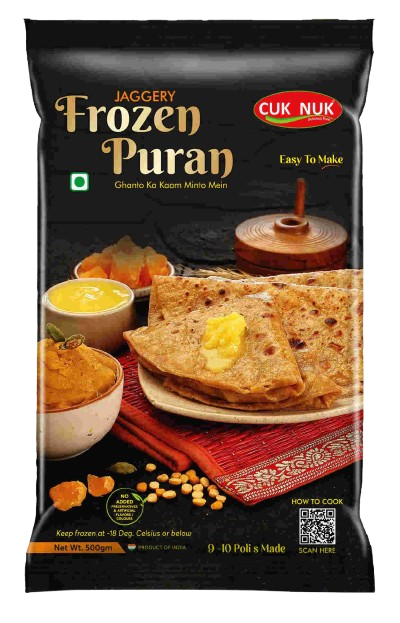 JAGGERY
Frozen
Puran
Ghanto Ka Kaam Minto Mein
CUK NUK
Easy To Make
NO
ADDED
PRESERVATIVES
& ARTIFICIAL
FLAVORS /
COLOURS
HOW TO COOK
SCAN HERE
Keep frozen at -18 Deg. Celsius or below
Net Wt. 500gm
PRODUCT OF INDIA
9 -10 Poli s Made